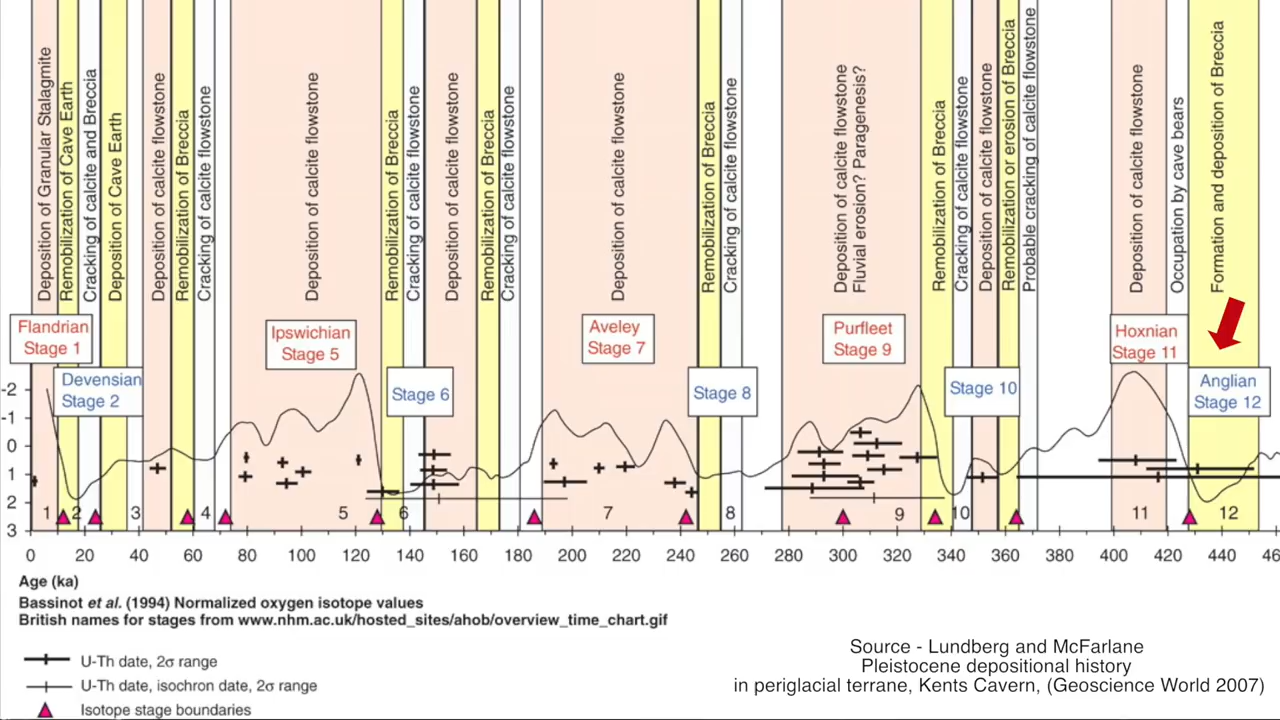 Deposition of Granular Stalagmite
Remobilization of Cave Earth
Cracking of calcite and Breccia
Deposition of Cave Earth
Deposition of calcite flowstone
Remobilization of Breccia
Cracking of calcite flowstone
Deposition of calcite flowstone
Remobilization of Breccia
Cracking of calcite flowstone
Deposition of calcite flowstone
Remobilization of Breccia
Cracking of calcite flowstone
Deposition of calcite flowstone
Remobilization of Breccia
Cracking of calcite flowstone
Deposition of calcite flowstone
Fluvial erosion? Paragenesis?
Remobilization of Breccia
Cracking of calcite flowstone
Deposition of calcite flowstone
Remobilization or erosion of Breccia
Probable cracking of calcite flowstone
Deposition of calcite flowstone
Occupation by cave bears
Formation and deposition of Breccia
Flandrian
Stage 1
Devensian
Stage 2
Ipswichian
Stage 5
Stage 6
Aveley
Stage 7
Stage 8
Purfleet
Stage 9
Stage 10
Hoxnian
Stage 11
Anglian
Stage 12
-2
-1
0
1
2
3
1 2 3 4 5 6 7 8 9 10 11 12
0 20 40 60 80 100 120 140 160 180 200 220 240 260 280 300 320 340 360 380 400 420 440 46
Age (ka)
Bassinot et al. (1994) Normalized oxygen isotope values
British names for stages from www.nhm.ac.uk/hosted_sites/ahob/overview_time_chart.gif
U-Th date, 2σ range
U-Th date, isochron date, 2σ range
Isotope stage boundaries
Source - Lundberg and McFarlane
Pleistocene depositional history
in periglacial terrane, Kents Cavern, (Geoscience World 2007)